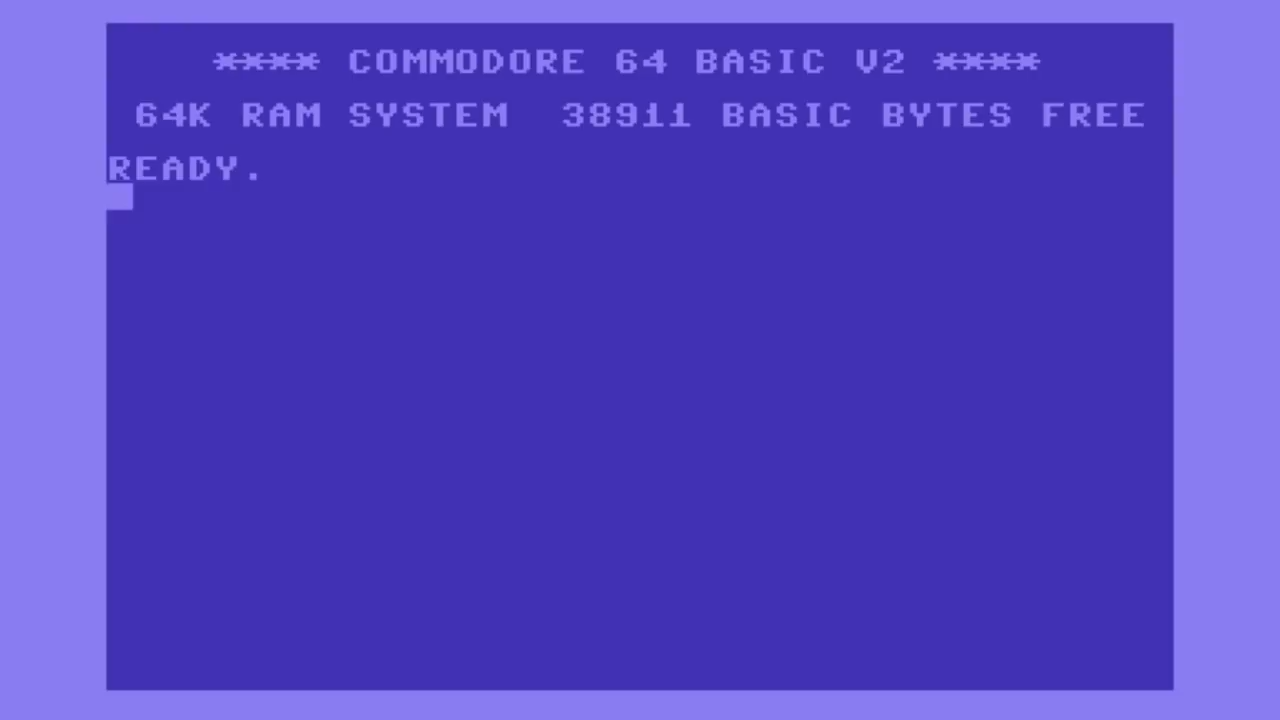 **** COMMODORE 64 BASIC V2 ****
64K RAM SYSTEM  38911 BASIC BYTES FREE
READY.